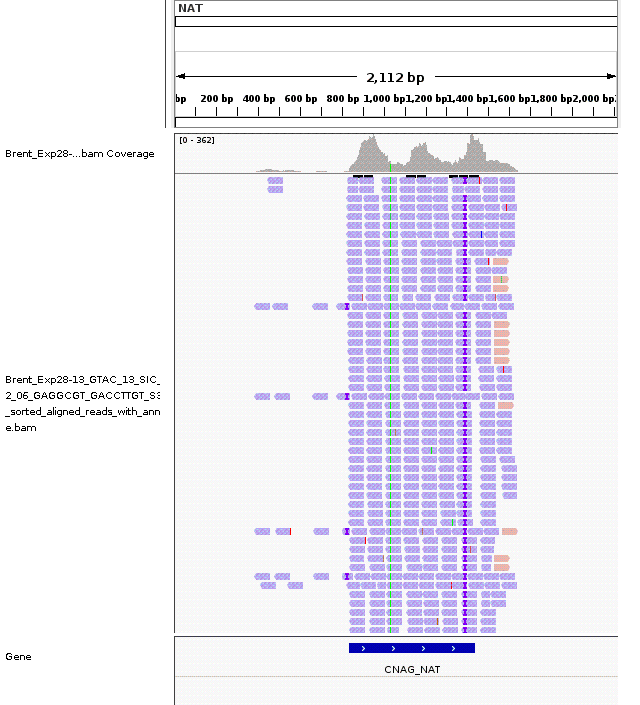 NAT
2,112 bp
bp 200 bp 400 bp 600 bp 800 bp 1,000 bp 1,200 bp 1,400 bp 1,600 bp 1,800 bp 2,000 bp
[0 - 362]
Brent_Exp28-...bam Coverage
Brent_Exp28-13_GTAC_13_SIC_
2_06_GAGGCGT_GACCTTGT_S
_sorted_aligned_reads_with_ann
e.bam
Gene
CNAG_NAT